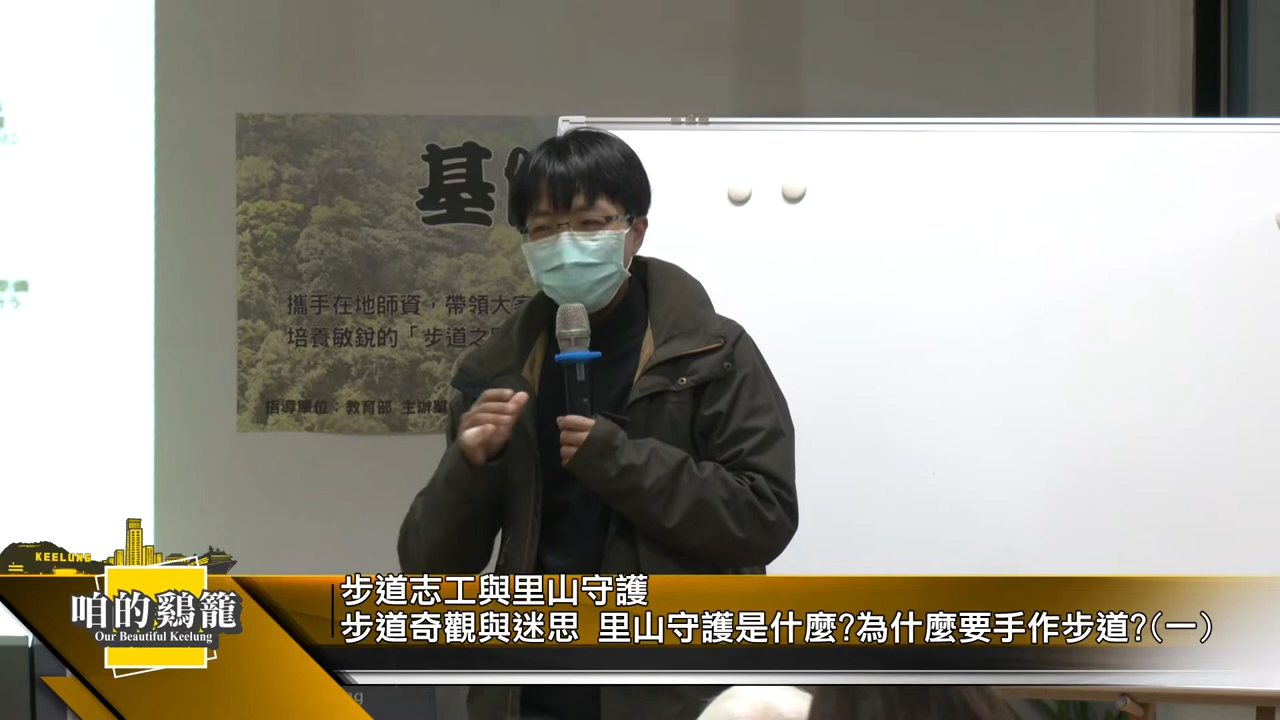 基
攜手在地師資,帶領大家
培養敏銳的「步道之
指導單位:教育部 主辦單
KEELUNG
咱的鷄籠
Our Beautiful Keelung
步道志工與里山守護
步道奇觀與迷思 里山守護是什麼?為什麼要手作步道?(一)